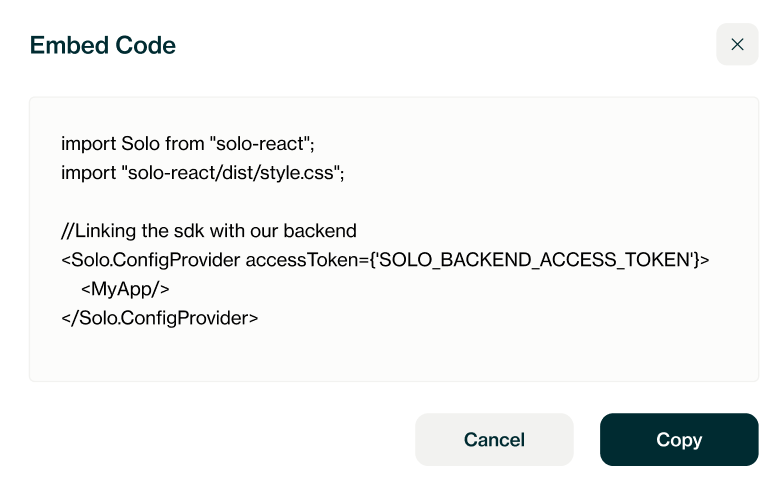 Embed Code
import Solo from "solo-react";
import "solo-react/dist/style.css";
//Linking the sdk with our backend
<Solo.ConfigProvider accessToken={'SOLO_BACKEND_ACCESS_TOKEN'}>
<MyApp/>
</Solo.ConfigProvider>
Cancel
Copy